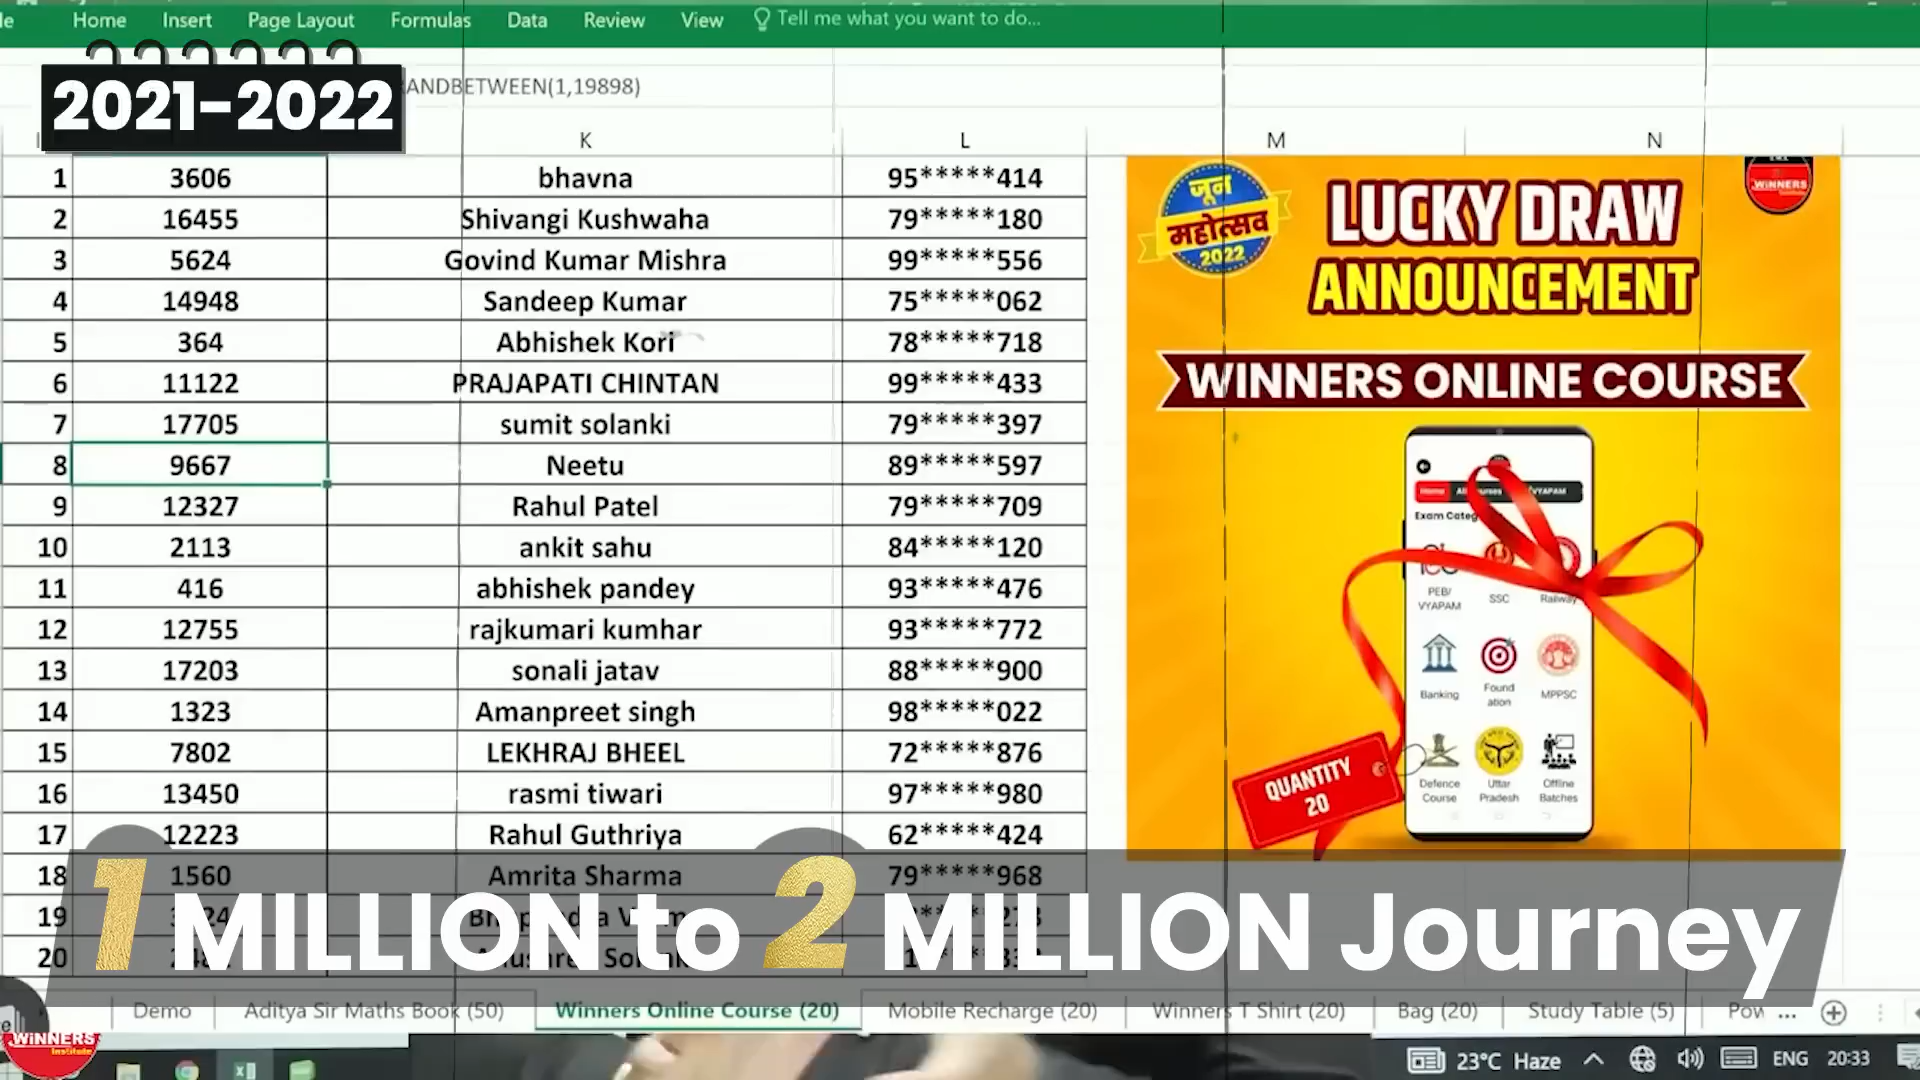 Home Insert Page Layout Formulas Data Review View Tell me what you want to do...
2021-2022
RANDBETWEEN(1,19898)
K L M N
1 3606 bhavna 95*****414
2 16455 Shivangi Kushwaha 79*****180
3 5624 Govind Kumar Mishra 99*****556
4 14948 Sandeep Kumar 75*****062
5 364 Abhishek Kori 78*****718
6 11122 PRAJAPATI CHINTAN 99*****433
7 17705 sumit solanki 79*****397
8 9667 Neetu 89*****597
9 12327 Rahul Patel 79*****709
10 2113 ankit sahu 84*****120
11 416 abhishek pandey 93*****476
12 12755 rajkumari kumhar 93*****772
13 17203 sonali jatav 88*****900
14 1323 Amanpreet singh 98*****022
15 7802 LEKHRAJ BHEEL 72*****876
16 13450 rasmi tiwari 97*****980
17 12223 Rahul Guthriya 62*****424
18 1560 Amrita Sharma 79*****968
19
20
जून
महोत्सव
2022
LUCKY DRAW
ANNOUNCEMENT
WINNERS
WINNERS ONLINE COURSE
Home
VYAPAM
PEB/
VYAPAM
SSC
Railway
Banking
Found
ation
MPPSC
Defence
Course
Uttar
Pradesh
Offline
Batches
QUANTITY
20
1 MILLION to 2 MILLION Journey
Demo Aditya Sir Maths Book (50) Winners Online Course (20) Mobile Recharge (20) Winners T Shirt (20) Bag (20) Study Table (5) ...
WINNERS
Institute
23°C Haze ENG 20:33